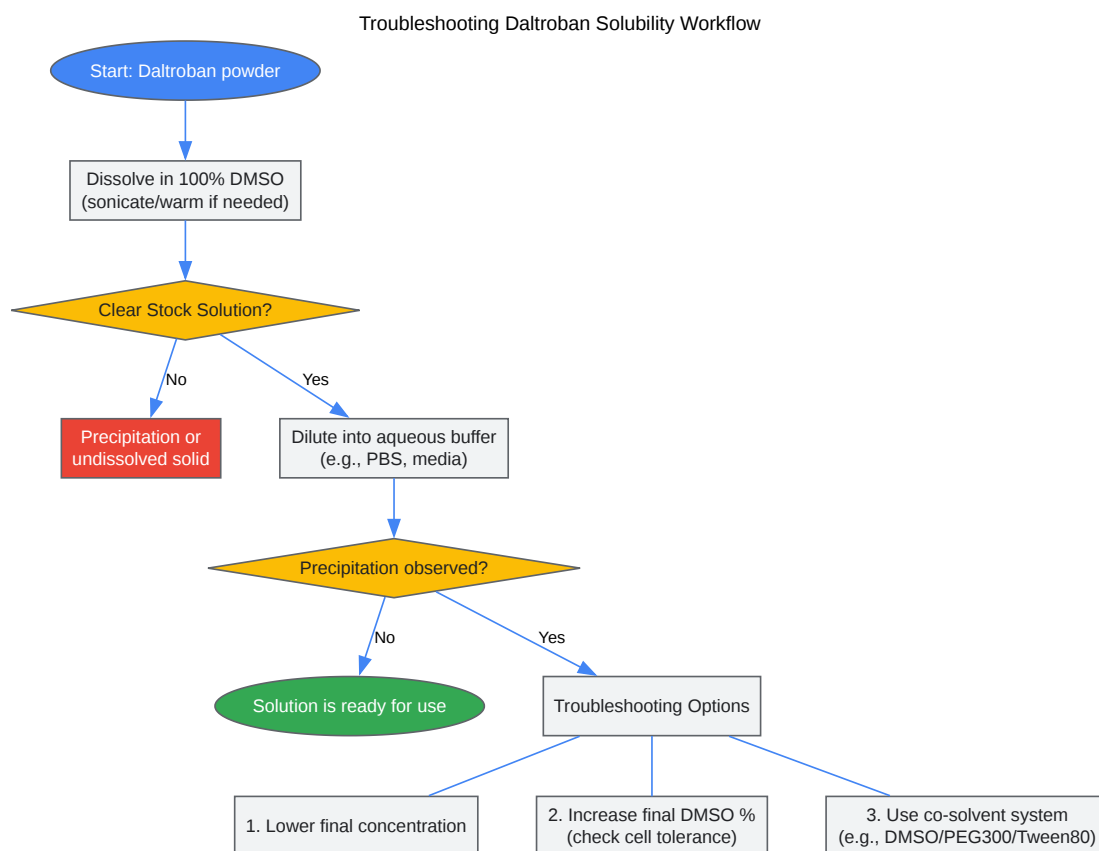 Troubleshooting Daltroban Solubility Workflow
Start: Daltroban powder
Dissolve in 100% DMSO
(sonicate/warm if needed)
Clear Stock Solution?
No
Yes
Precipitation or
undissolved solid
Dilute into aqueous buffer
(e.g., PBS, media)
Precipitation observed?
No
Yes
Solution is ready for use
Troubleshooting Options
1. Lower final concentration
2. Increase final DMSO %
(check cell tolerance)
3. Use co-solvent system
(e.g., DMSO/PEG300/Tween80)